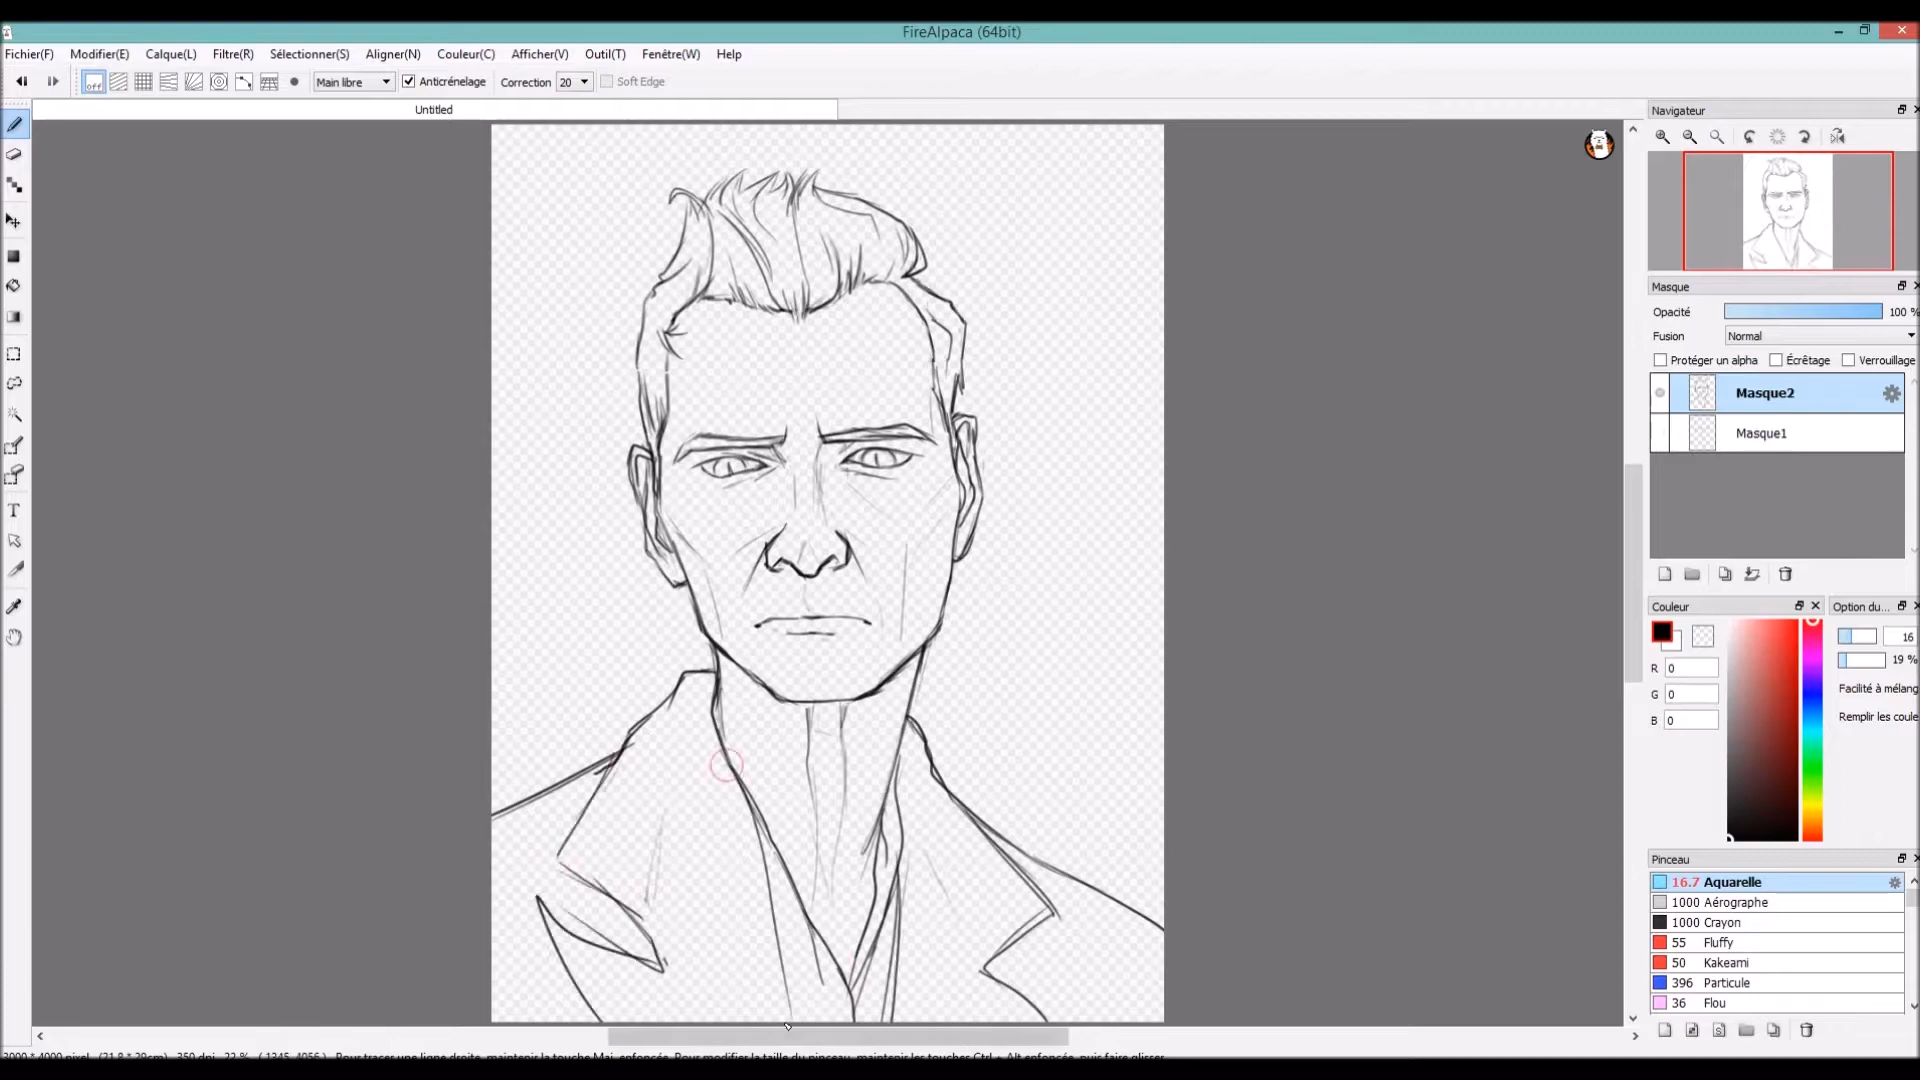 FireAlpaca (64bit)
Fichier(F) Modifier(E) Calque(L) Filtre(R) Sélectionner(S) Aligner(N) Couleur(C) Afficher(V) Outil(T) Fenêtre(W) Help
off Main libre Anticrénelage Correction 20 Soft Edge
Untitled
Navigateur
Masque
Opacité 100 %
Fusion Normal
Protéger un alpha Écrêtage Verrouillage
Masque2
Masque1
Couleur Option du...
16
19 %
R 0
G 0
B 0
Facilité à mélang
Remplir les coule
Pinceau
16.7 Aquarelle
1000 Aérographe
1000 Crayon
55 Fluffy
50 Kakeami
396 Particule
36 Flou
T
3000 * 4000 pixel (21.8 * 29cm) 350 dpi 22 % ( 1345, 4056 ) Pour tracer une ligne droite, maintenir la touche Maj. enfoncée. Pour modifier la taille du pinceau, maintenir les touches Ctrl + Alt enfoncée, puis faire glisser